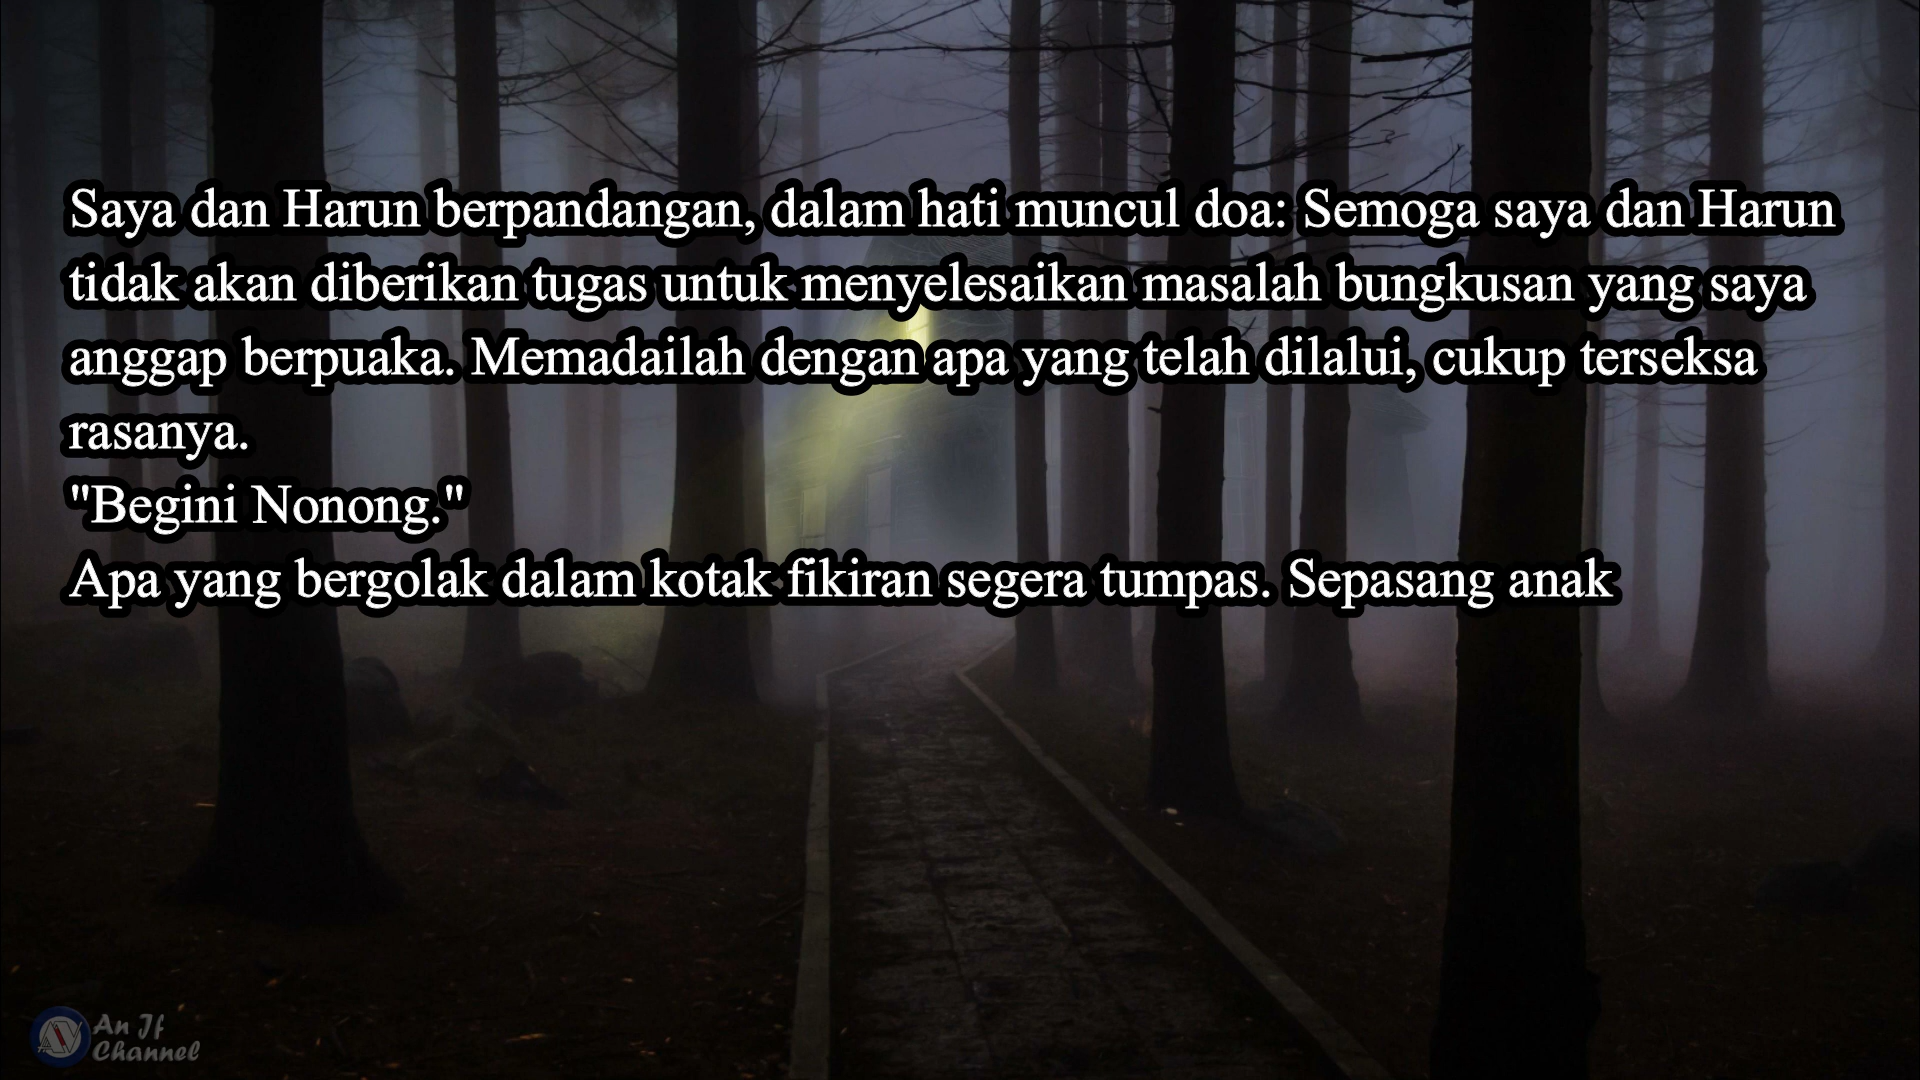 Saya dan Harun berpandangan, dalam hati muncul doa: Semoga saya dan Harun
tidak akan diberikan tugas untuk menyelesaikan masalah bungkusan yang saya
anggap berpuaka. Memadailah dengan apa yang telah dilalui, cukup terseksa
rasanya.
"Begini Nonong."
Apa yang bergolak dalam kotak fikiran segera tumpas. Sepasang anak
An If
Channel